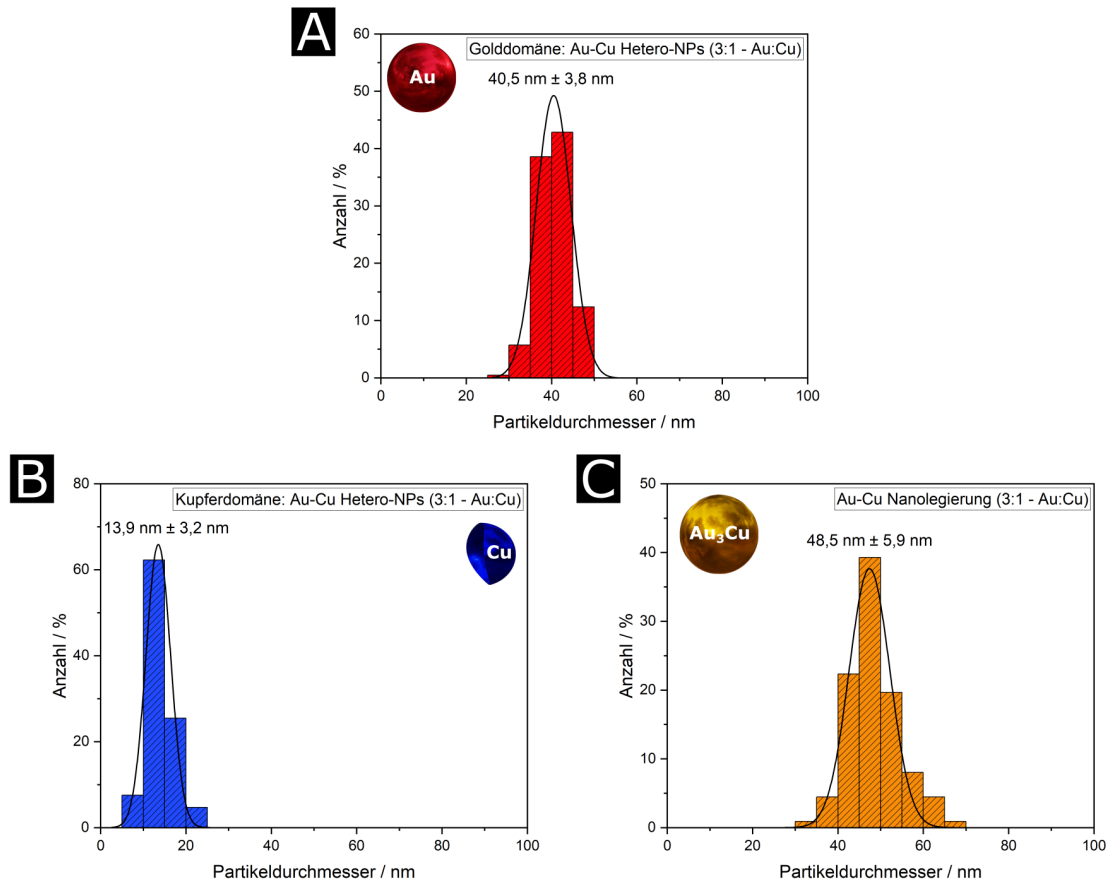 A
Golddomäne: Au-Cu Hetero-NPs (3:1 - Au:Cu)
Au
40,5 nm ± 3,8 nm
60
50
40
30
20
10
0
Anzahl / %
0 20 40 60 80 100
Partikeldurchmesser / nm
B
Kupferdomäne: Au-Cu Hetero-NPs (3:1 - Au:Cu)
13,9 nm ± 3,2 nm
Cu
80
60
40
20
0
Anzahl / %
0 20 40 60 80 100
Partikeldurchmesser / nm
C
Au-Cu Nanolegierung (3:1 - Au:Cu)
Au₃Cu
48,5 nm ± 5,9 nm
50
40
30
20
10
0
Anzahl / %
0 20 40 60 80 100
Partikeldurchmesser / nm